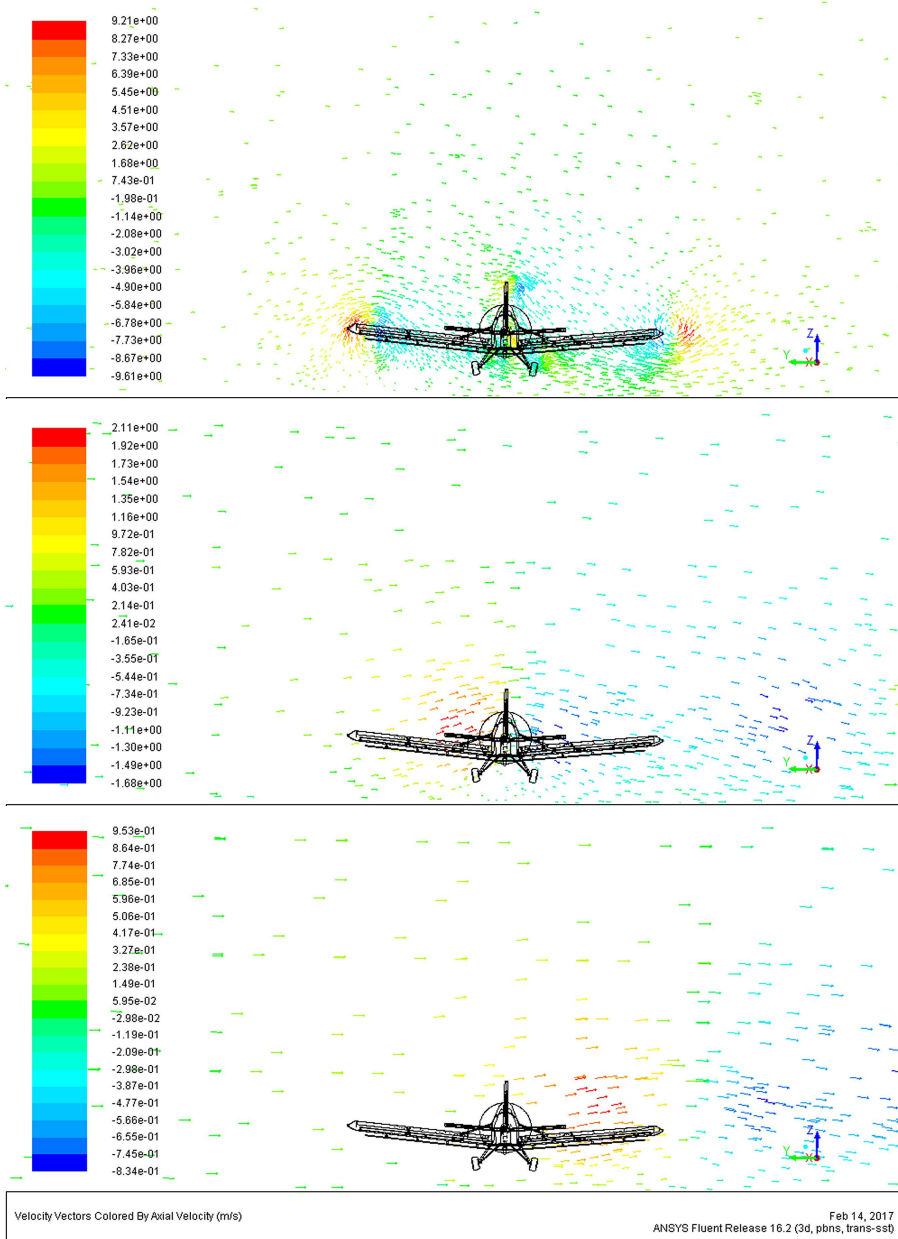 9.21e+00
8.27e+00
7.33e+00
6.39e+00
5.45e+00
4.51e+00
3.57e+00
2.62e+00
1.68e+00
7.43e-01
-1.98e-01
-1.14e+00
-2.08e+00
-3.02e+00
-3.96e+00
-4.90e+00
-5.84e+00
-6.78e+00
-7.73e+00
-8.67e+00
-9.61e+00
Z
Y
X
2.11e+00
1.92e+00
1.73e+00
1.54e+00
1.35e+00
1.16e+00
9.72e-01
7.82e-01
5.93e-01
4.03e-01
2.14e-01
2.41e-02
-1.65e-01
-3.55e-01
-5.44e-01
-7.34e-01
-9.23e-01
-1.11e+00
-1.30e+00
-1.49e+00
-1.68e+00
Z
Y
X
9.53e-01
8.64e-01
7.74e-01
6.85e-01
5.96e-01
5.06e-01
4.17e-01
3.27e-01
2.38e-01
1.49e-01
5.95e-02
-2.98e-02
-1.19e-01
-2.09e-01
-2.98e-01
-3.87e-01
-4.77e-01
-5.66e-01
-6.55e-01
-7.45e-01
-8.34e-01
Z
Y
X
Velocity Vectors Colored By Axial Velocity (m/s)
Feb 14, 2017
ANSYS Fluent Release 16.2 (3d, pbns, trans-sst)